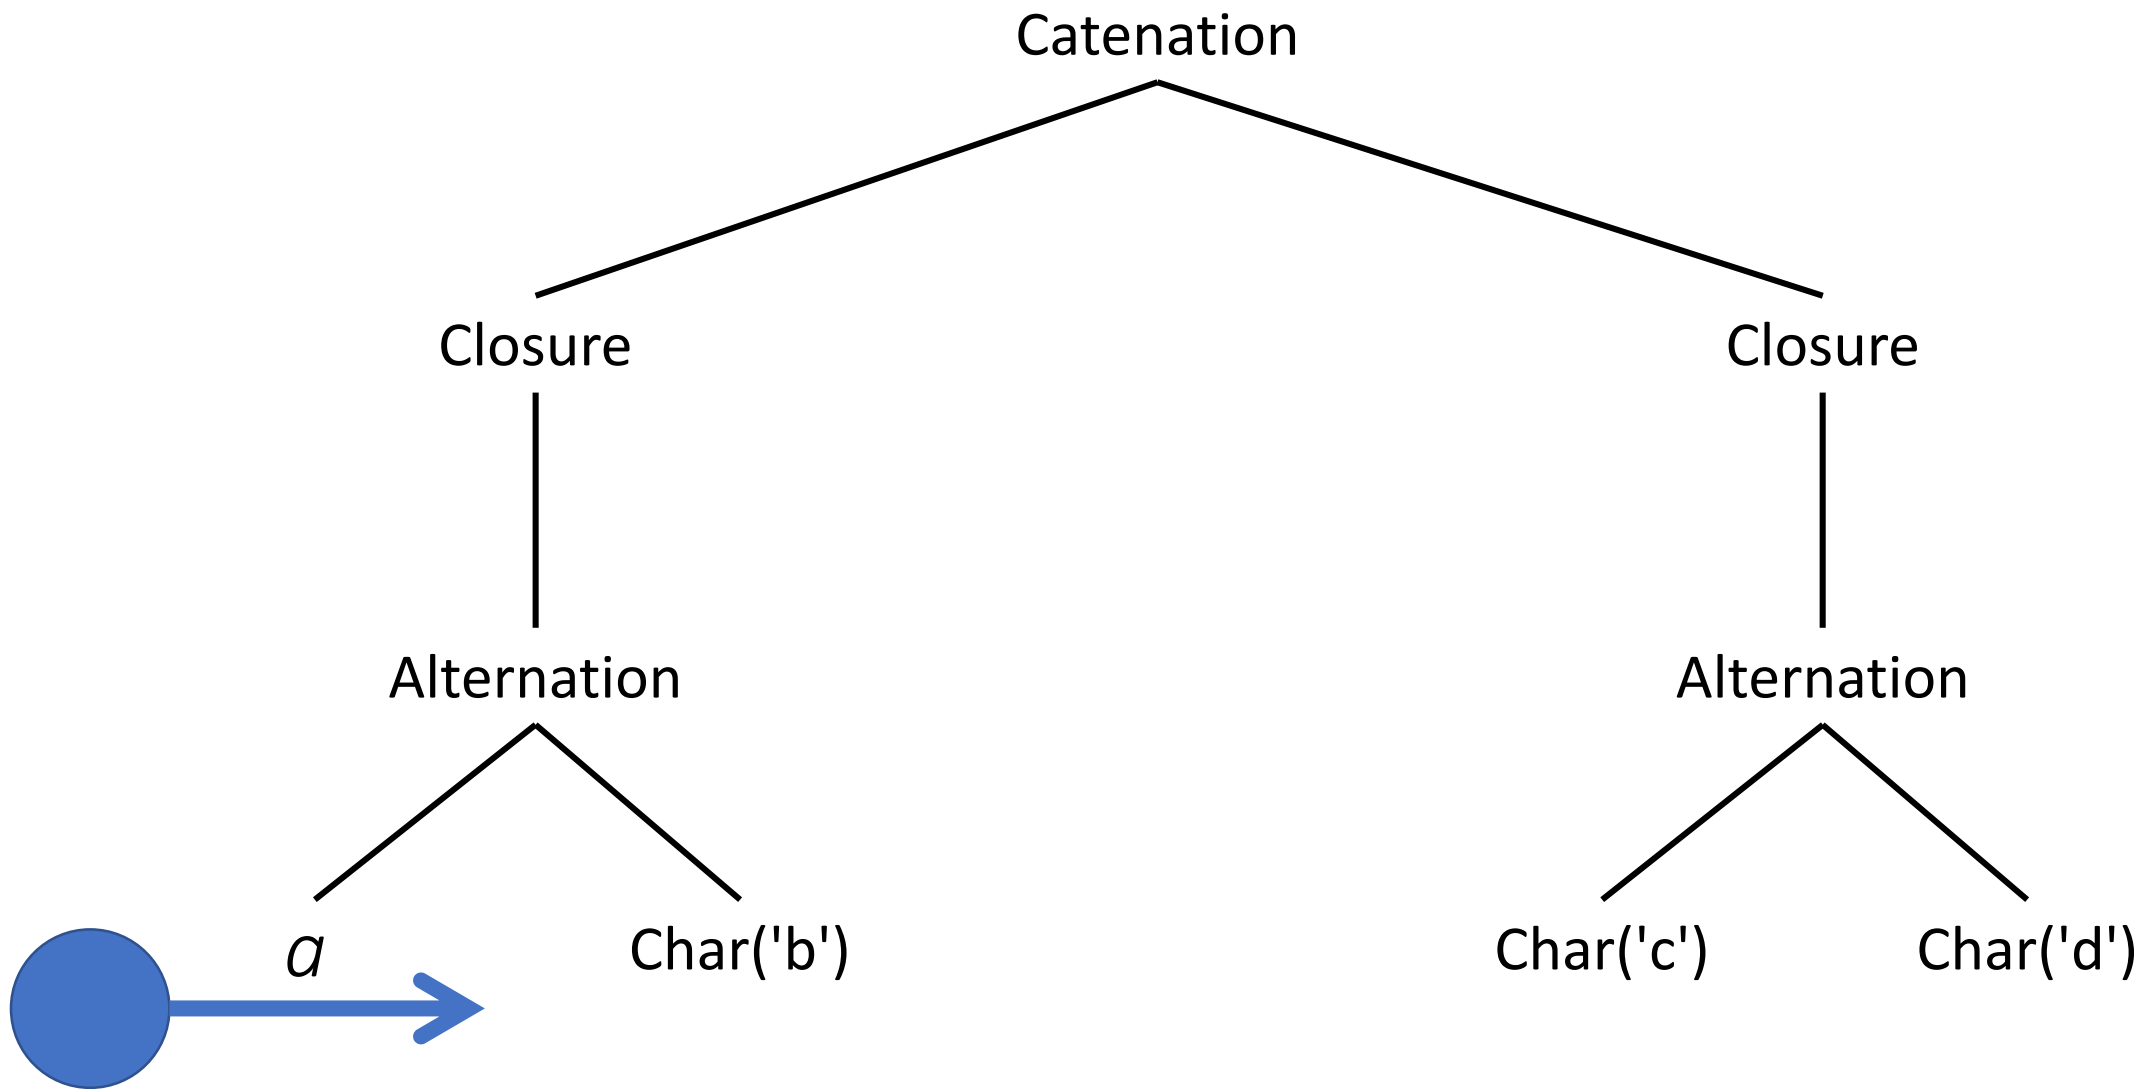 Catenation
Closure Closure
Alternation Alternation
a Char('b') Char('c') Char('d')